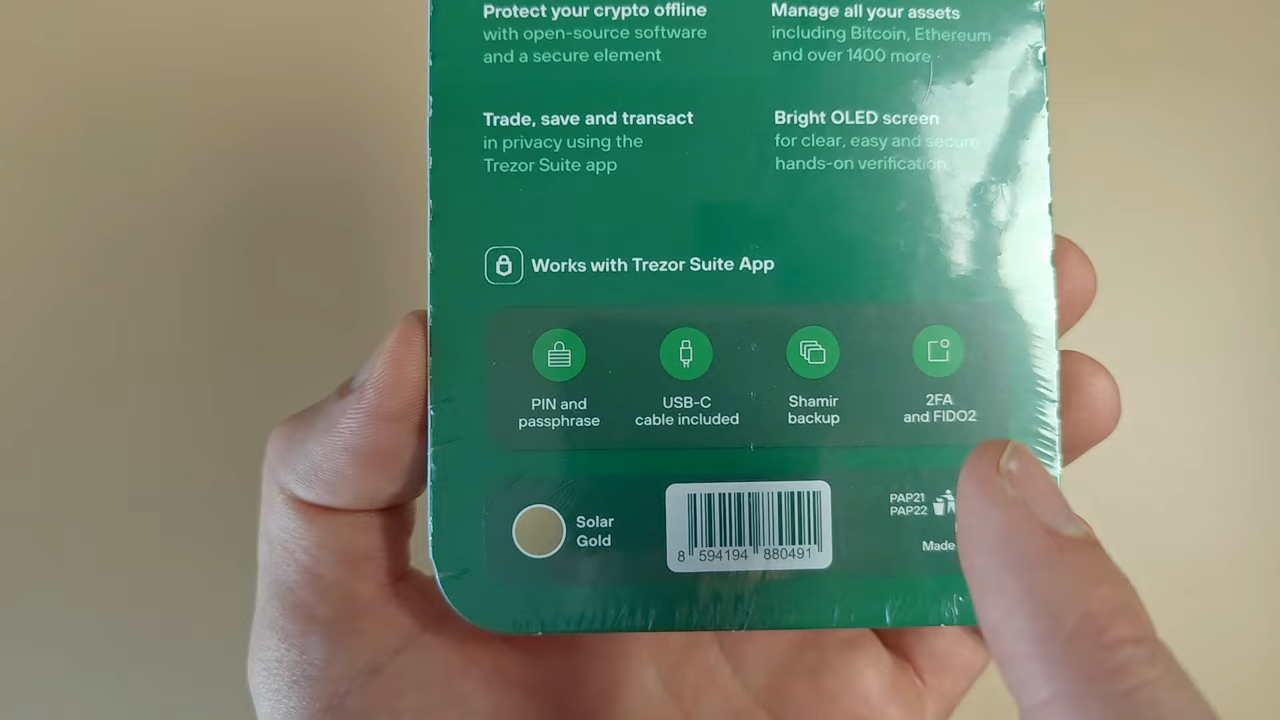 Protect your crypto offline
with open-source software
and a secure element
Manage all your assets
including Bitcoin, Ethereum
and over 1400 more
Trade, save and transact
in privacy using the
Trezor Suite app
Bright OLED screen
for clear, easy and secure
hands-on verification
Works with Trezor Suite App
PIN and
passphrase
USB-C
cable included
Shamir
backup
2FA
and FIDO2
Solar
Gold
8 594194 880491
PAP21
PAP22
Made